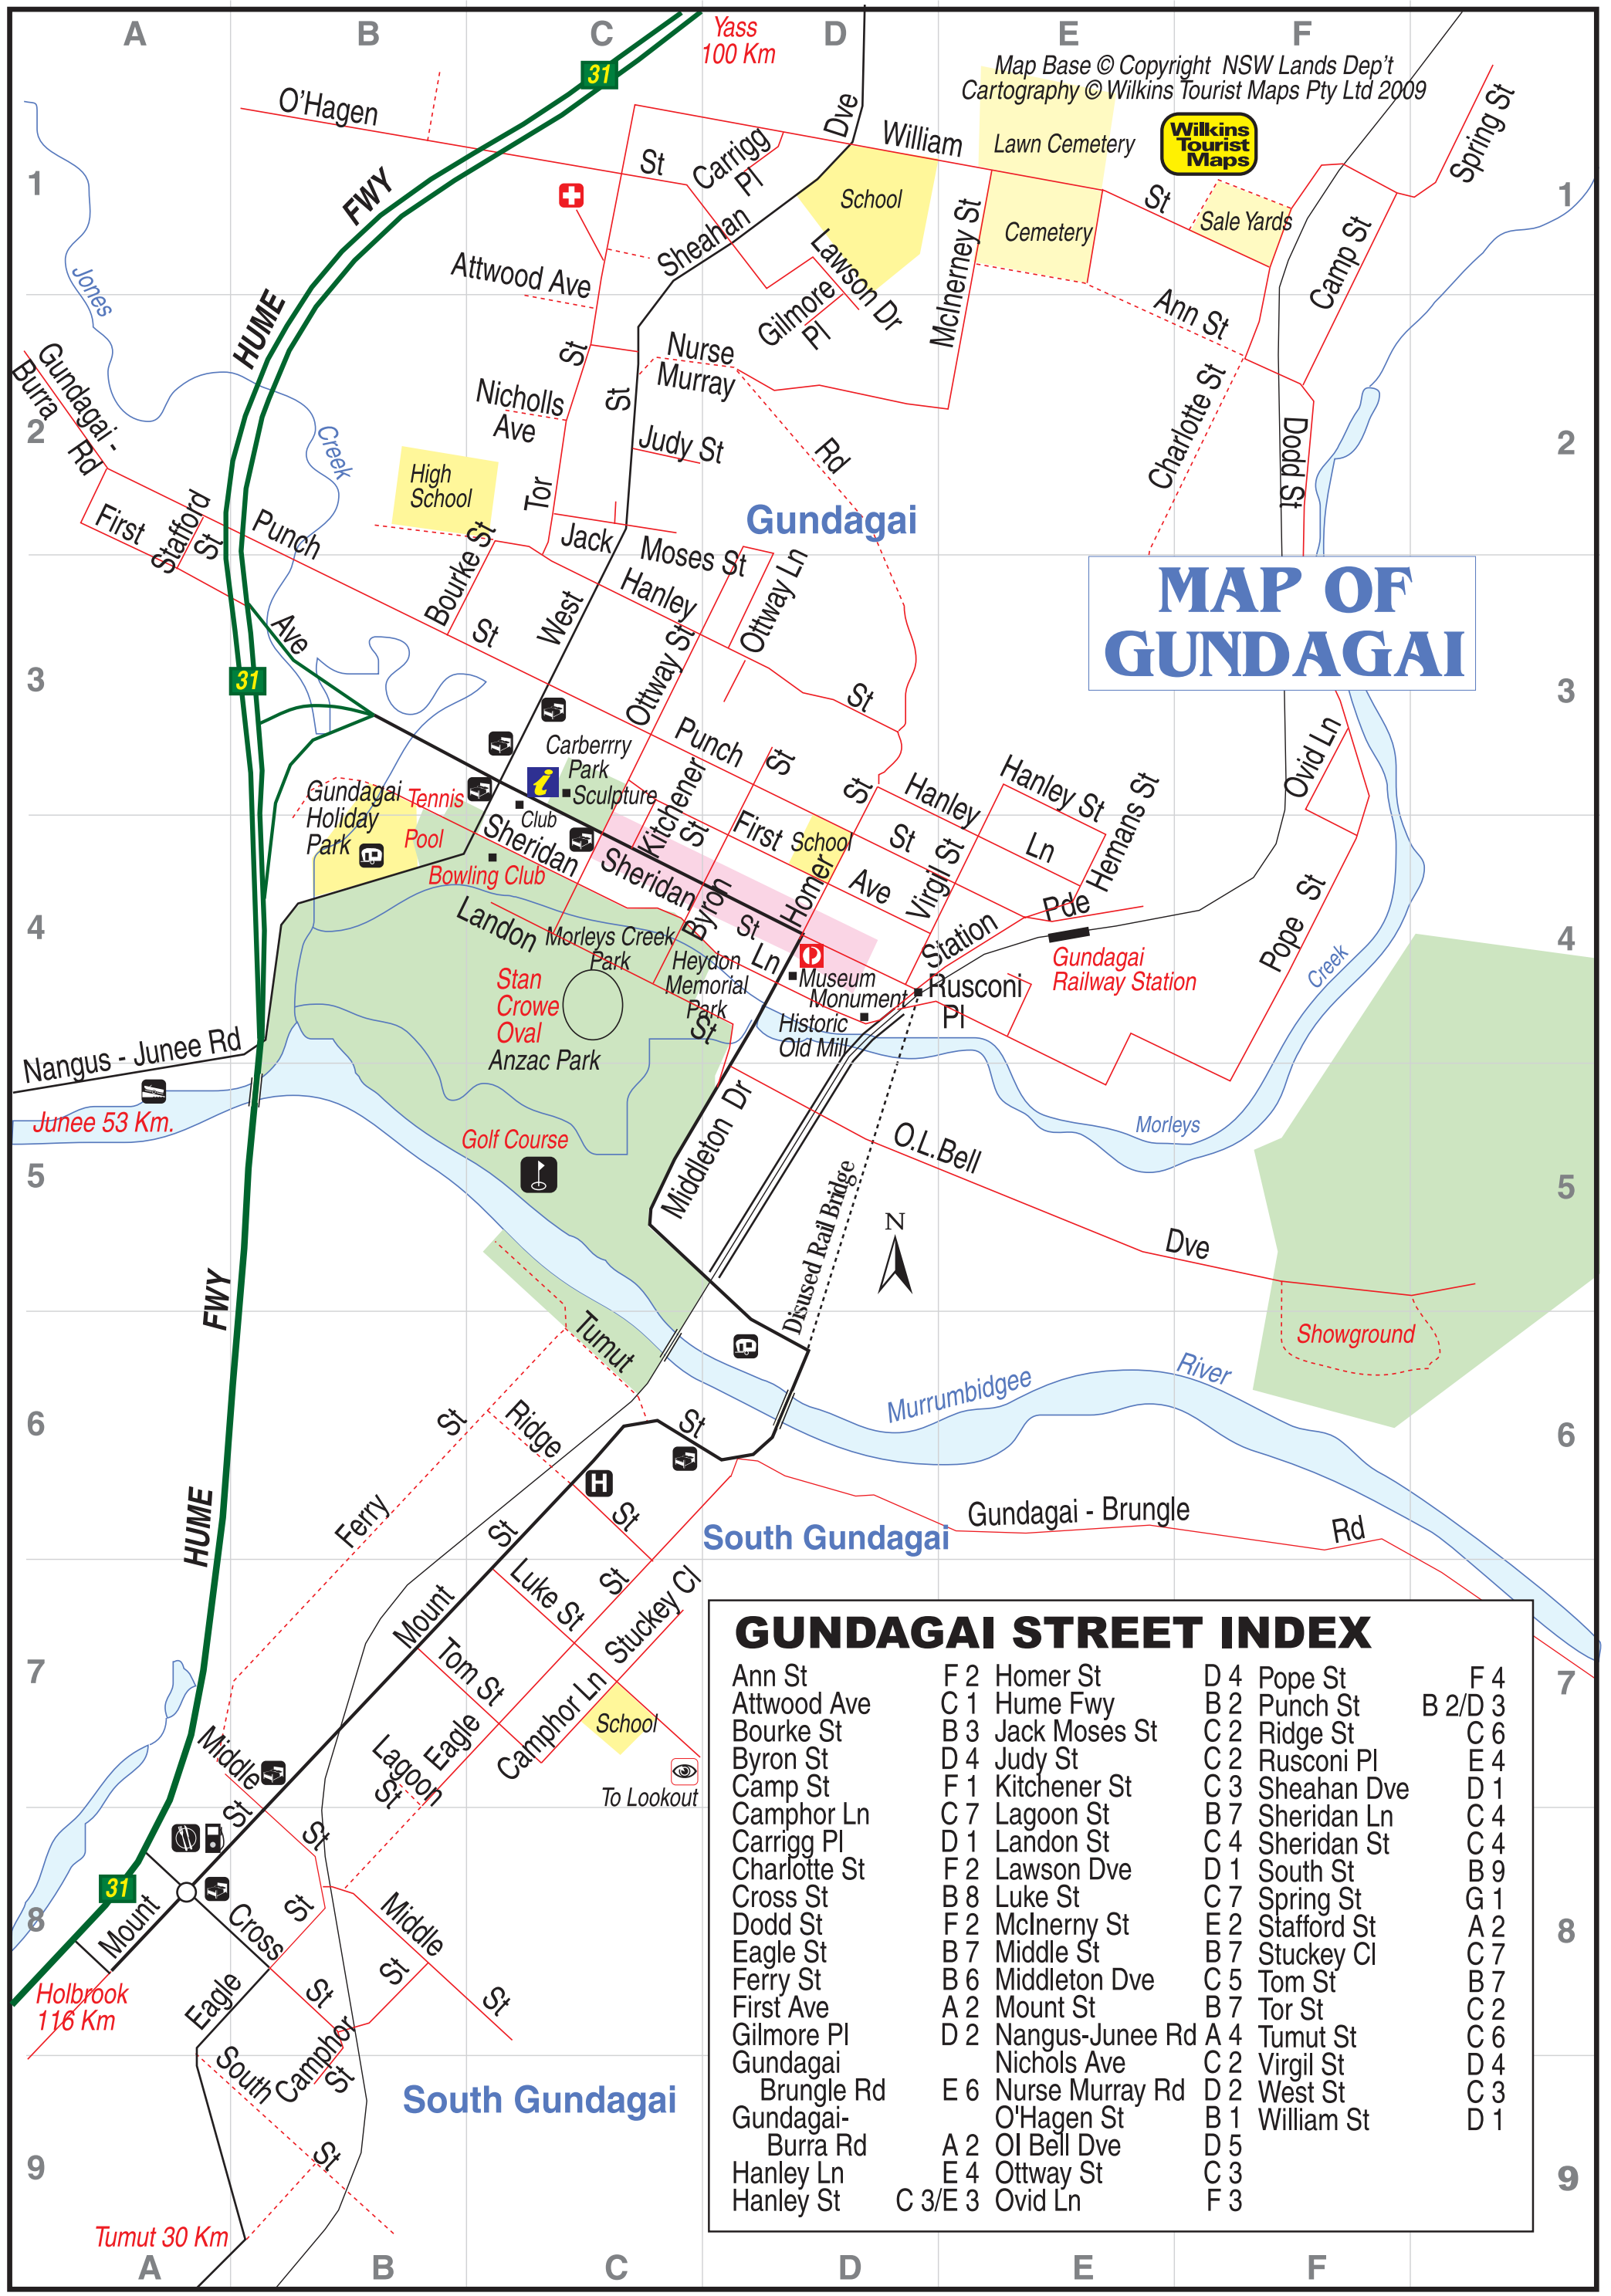 A
B
C
D
E
F
Yass
100 Km
Map Base © Copyright NSW Lands Dep't
Cartography © Wilkins Tourist Maps Pty Ltd 2009
Wilkins
Tourist
Maps
31
O'Hagen
St
Carrigg
Pl
Dve
William
St
Lawn Cemetery
Spring St
1
1
FWY
School
Sheahan
Cemetery
Sale Yards
Camp St
McInerney St
Attwood Ave
Lawson Dr
Gilmore
Pl
Ann St
Jones
HUME
Gundagai -
Burra
Rd
St
St
Nurse
Murray
Rd
Nicholls
Ave
Judy St
Charlotte St
Dodd St
2
2
Creek
High
School
Tor
Gundagai
First
Stafford
St
Punch
St
Bourke St
Jack
Moses St
Hanley
St
Ottway Ln
MAP OF
GUNDAGAI
Ave
West
Ottway St
3
3
31
Carberrry
Park
Sculpture
Club
Punch
St
St
Kitchener
St
Hanley
Hanley St
Ln
Hemans St
Ovid Ln
Gundagai
Holiday
Park
Tennis
Pool
Bowling Club
Sheridan
Sheridan
St
Ln
First
Ave
School
St
Homer
Byron
Virgil St
Station
Pde
Pope St
4
4
Landon
St
Morleys Creek
Park
Heydon
Memorial
Park
Museum
Monument
Historic
Old Mill
Rusconi
Pl
Gundagai
Railway Station
Creek
Stan
Crowe
Oval
Anzac Park
Nangus - Junee Rd
Junee 53 Km.
Golf Course
Middleton Dr
O.L.Bell
Dve
Morleys
5
5
Disused Rail Bridge
N
FWY
Tumut
St
Showground
Murrumbidgee
River
6
6
HUME
Ferry
St
Ridge
St
H
Gundagai - Brungle
Rd
South Gundagai
Mount
St
Luke St
St
Stuckey Cl
Tom St
Camphor Ln
Eagle
Lagoon
St
School
To Lookout
7
7
Middle
St
St
31
Mount
Cross
St
St
Middle
St
St
8
8
Holbrook
116 Km
Eagle
South
St
Camphor
St
South Gundagai
9
9
Tumut 30 Km
A
B
C
D
E
F
GUNDAGAI STREET INDEX
Ann St F 2
Attwood Ave C 1
Bourke St B 3
Byron St D 4
Camp St F 1
Camphor Ln C 7
Carrigg Pl D 1
Charlotte St F 2
Cross St B 8
Dodd St F 2
Eagle St B 7
Ferry St B 6
First Ave A 2
Gilmore Pl D 2
Gundagai
Brungle Rd E 6
Gundagai-
Burra Rd A 2
Hanley Ln E 4
Hanley St C 3/E 3
Homer St D 4
Hume Fwy B 2
Jack Moses St C 2
Judy St C 2
Kitchener St C 3
Lagoon St B 7
Landon St C 4
Lawson Dve D 1
Luke St C 7
McInerny St E 2
Middle St B 7
Middleton Dve C 5
Mount St B 7
Nangus-Junee Rd A 4
Nichols Ave C 2
Nurse Murray Rd D 2
O'Hagen St B 1
Ol Bell Dve D 5
Ottway St C 3
Ovid Ln F 3
Pope St F 4
Punch St B 2/D 3
Ridge St C 6
Rusconi Pl E 4
Sheahan Dve D 1
Sheridan Ln C 4
Sheridan St C 4
South St B 9
Spring St G 1
Stafford St A 2
Stuckey Cl C 7
Tom St B 7
Tor St C 2
Tumut St C 6
Virgil St D 4
West St C 3
William St D 1